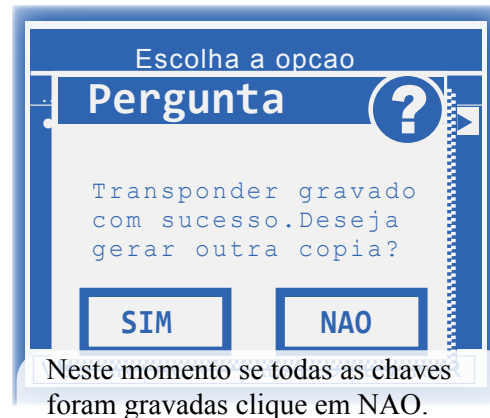 Escolha a opcao
Pergunta
?
Transponder gravado
com sucesso.Deseja
gerar outra copia?
SIM
NAO
Neste momento se todas as chaves
foram gravadas clique em NAO.